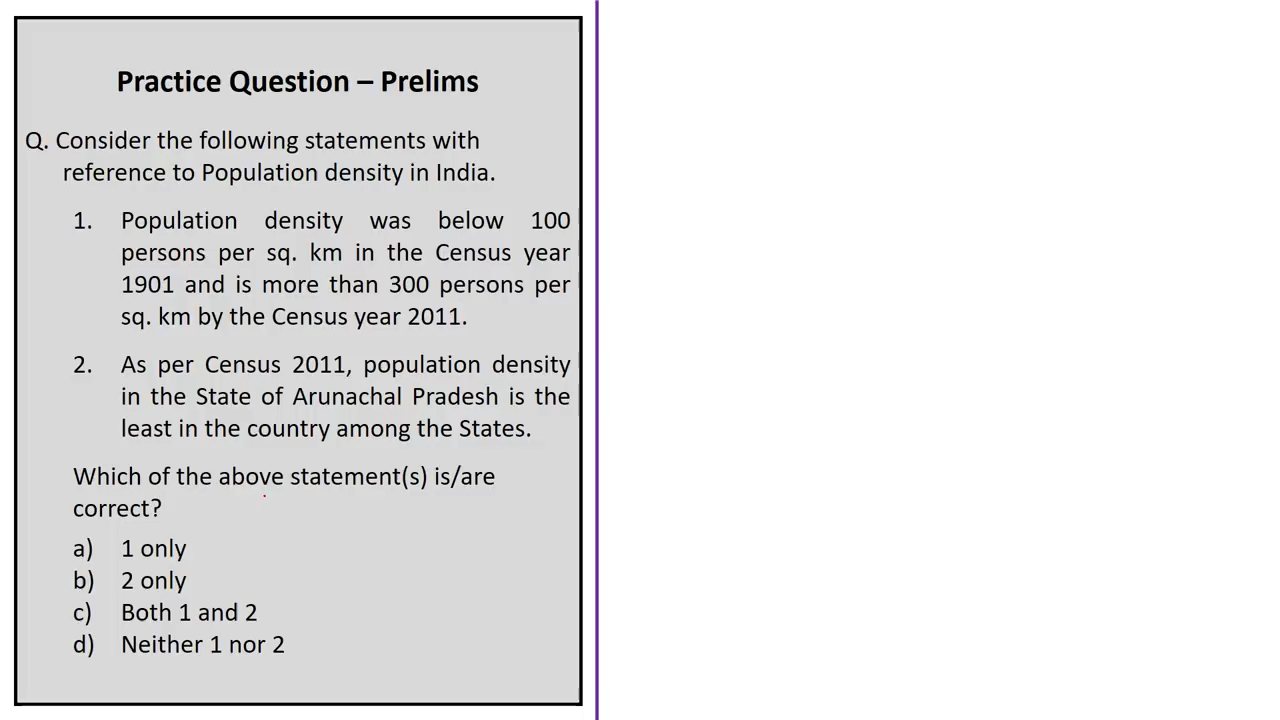 Practice Question – Prelims
Q. Consider the following statements with
reference to Population density in India.
1. Population density was below 100
persons per sq. km in the Census year
1901 and is more than 300 persons per
sq. km by the Census year 2011.
2. As per Census 2011, population density
in the State of Arunachal Pradesh is the
least in the country among the States.
Which of the above statement(s) is/are
correct?
a) 1 only
b) 2 only
c) Both 1 and 2
d) Neither 1 nor 2